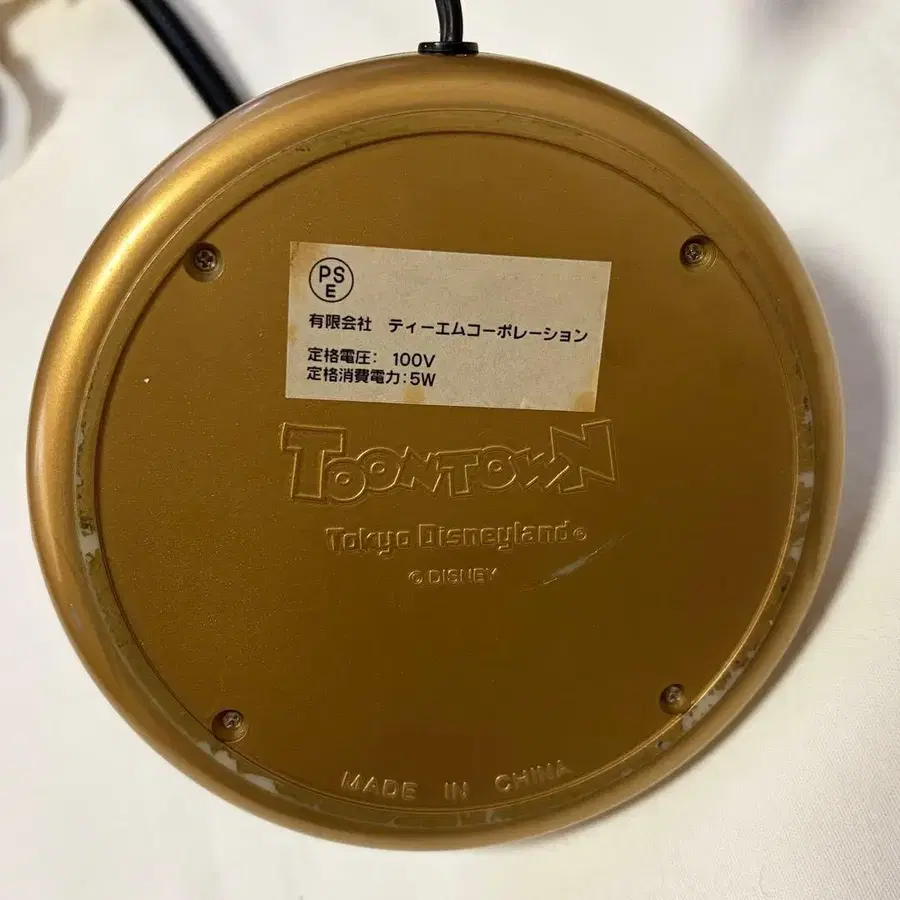 PS
E
有限会社 ティーエムコーポレーション
定格電圧: 100V
定格消費電力:5W
TOONTOWN
Tokyo Disneyland®
© DISNEY
MADE IN CHINA